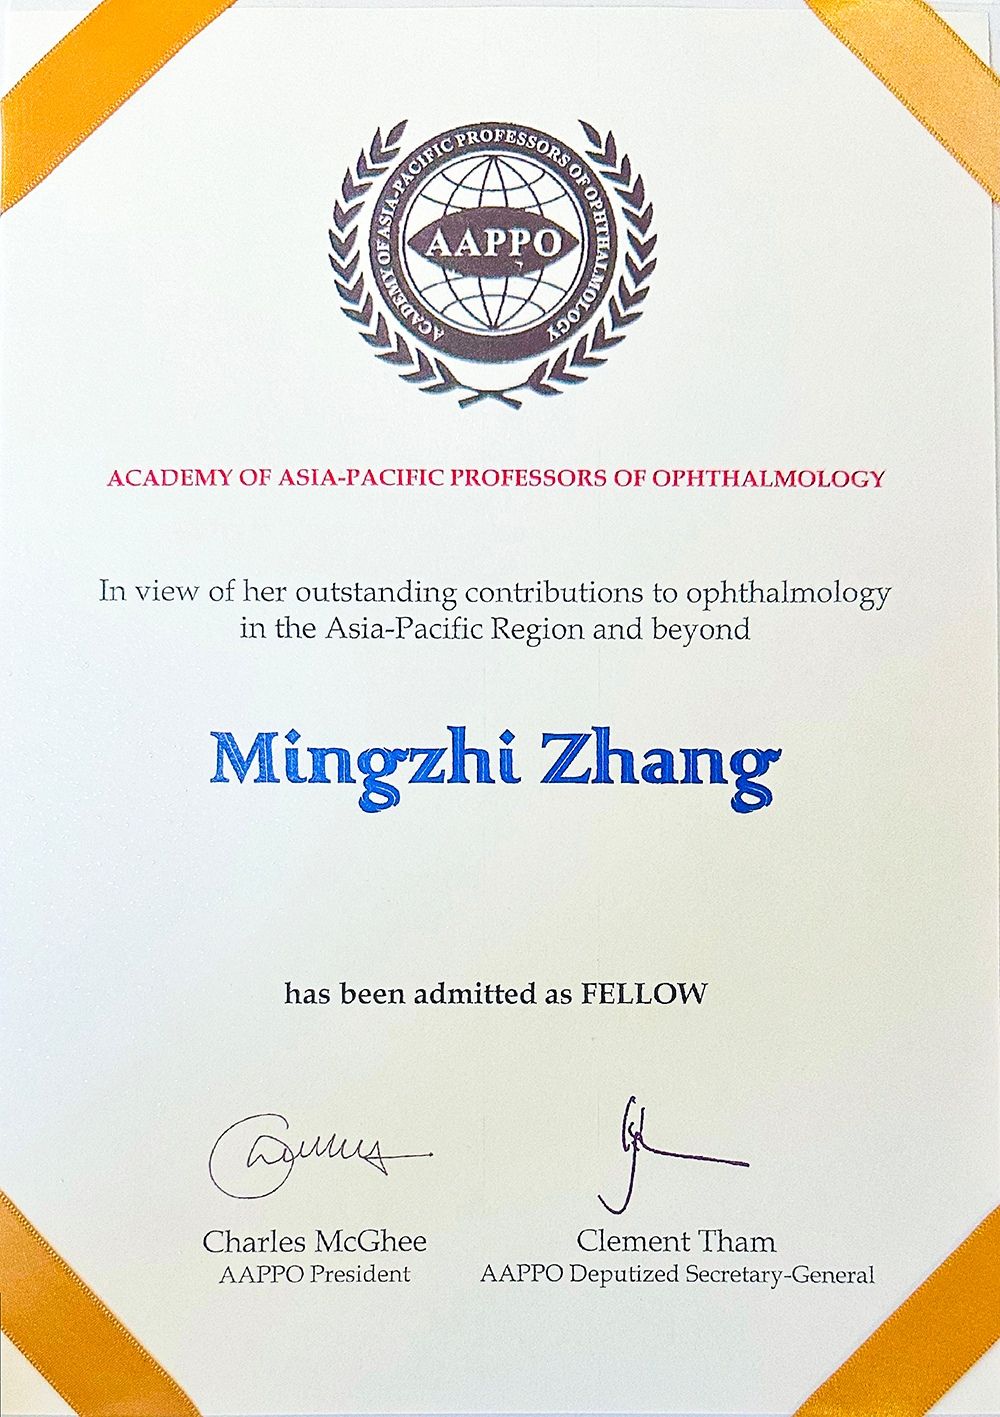 ACADEMY OF ASIA-PACIFIC PROFESSORS OF OPHTHALMOLOGY
AAPPO
ACADEMY OF ASIA-PACIFIC PROFESSORS OF OPHTHALMOLOGY
In view of her outstanding contributions to ophthalmology
in the Asia-Pacific Region and beyond
Mingzhi Zhang
has been admitted as FELLOW
Charles McGhee
AAPPO President
Clement Tham
AAPPO Deputized Secretary-General